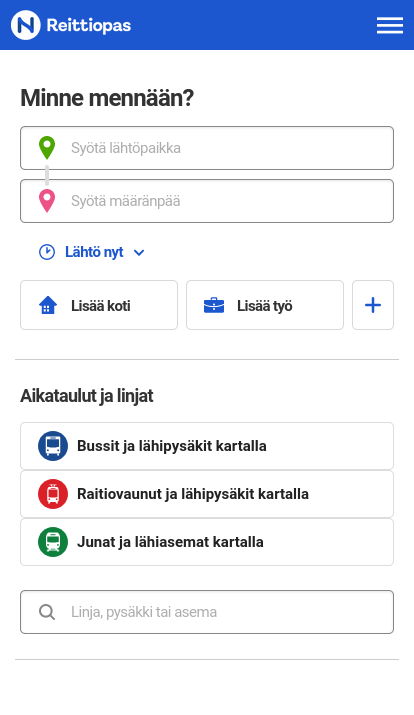 Reittiopas
Minne mennään?
Syötä lähtöpaikka
Syötä määränpää
Lähtö nyt
Lisää koti
Lisää työ
Aikataulut ja linjat
Bussit ja lähipysäkit kartalla
Raitiovaunut ja lähipysäkit kartalla
Junat ja lähiasemat kartalla
Linja, pysäkki tai asema